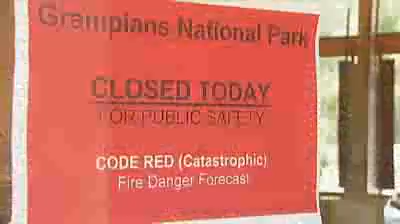 Grampians National Park
CLOSED TODAY
FOR PUBLIC SAFETY
CODE RED (Catastrophic)
Fire Danger Forecast